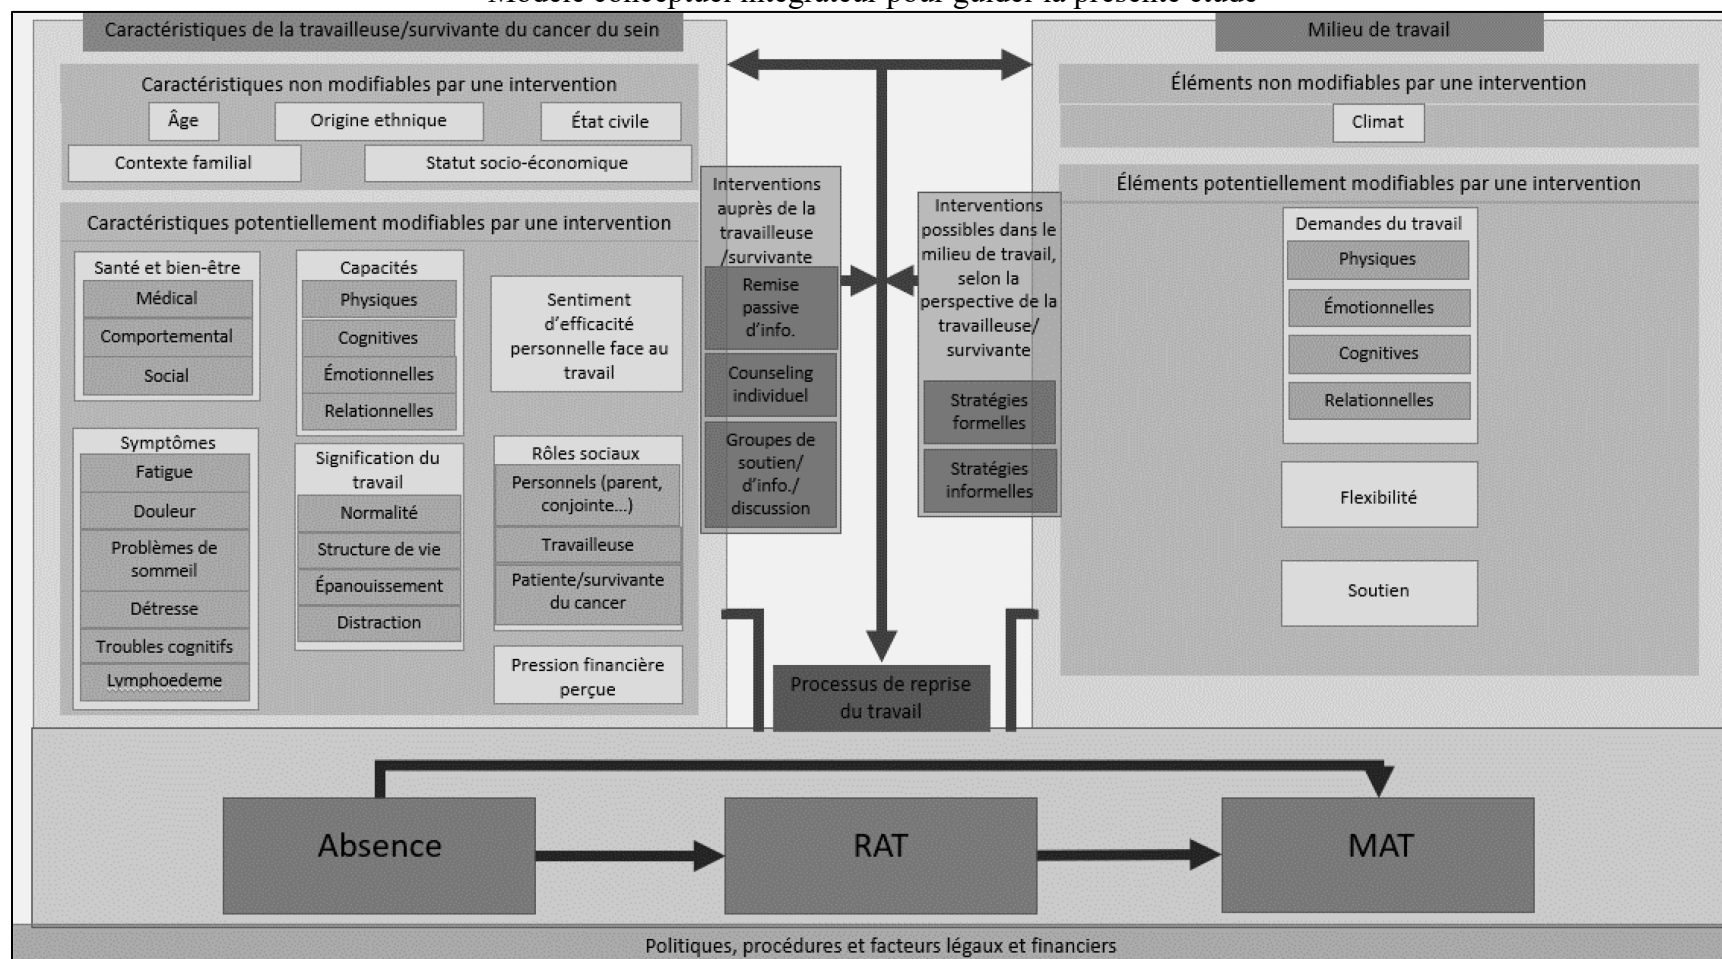 Modèle conceptuel intégrateur pour guider la présente étude
Caractéristiques de la travailleuse/survivante du cancer du sein
Caractéristiques non modifiables par une intervention
Âge
Origine ethnique
État civile
Contexte familial
Statut socio-économique
Caractéristiques potentiellement modifiables par une intervention
Santé et bien-être
Médical
Comportemental
Social
Capacités
Physiques
Cognitives
Émotionnelles
Relationnelles
Sentiment
d'efficacité
personnelle face au
travail
Symptômes
Fatigue
Douleur
Problèmes de
sommeil
Détresse
Troubles cognitifs
Lymphoedeme
Signification du
travail
Normalité
Structure de vie
Épanouissement
Distraction
Rôles sociaux
Personnels (parent,
conjointe...)
Travailleuse
Patiente/survivante
du cancer
Pression financière
perçue
Interventions
auprès de la
travailleuse
/survivante
Remise
passive
d'info.
Counseling
individuel
Groupes de
soutien/
d'info./
discussion
Interventions
possibles dans le
milieu de travail,
selon la
perspective de la
travailleuse/
survivante
Stratégies
formelles
Stratégies
informelles
Milieu de travail
Éléments non modifiables par une intervention
Climat
Éléments potentiellement modifiables par une intervention
Demandes du travail
Physiques
Émotionnelles
Cognitives
Relationnelles
Flexibilité
Soutien
Processus de reprise
du travail
Absence
RAT
MAT
Politiques, procédures et facteurs légaux et financiers